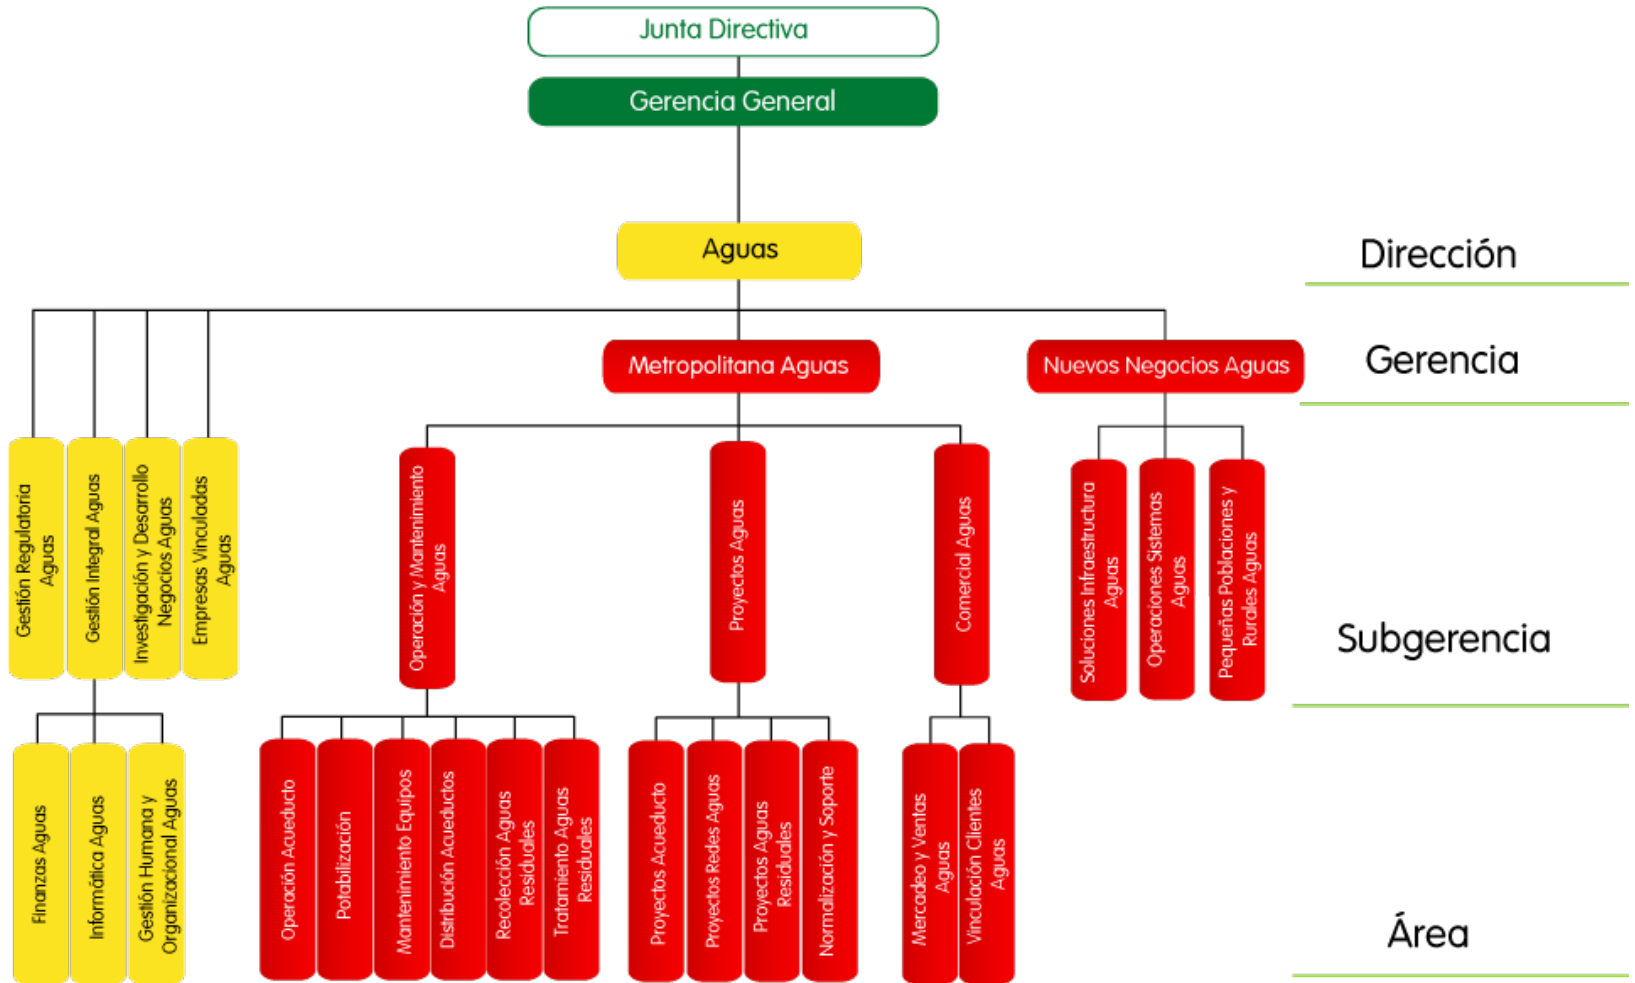 Junta Directiva
Gerencia General
Aguas
Dirección
Metropolitana Aguas
Nuevos Negocios Aguas
Gerencia
Gestión Regulatoria
Aguas
Gestión Integral Aguas
Investigación y Desarrollo
Negocios Aguas
Empresas Vinculadas
Aguas
Operación y Mantenimiento
Aguas
Proyectos Aguas
Comercial Aguas
Soluciones Infraestructura
Aguas
Operaciones Sistemas
Aguas
Pequeñas Poblaciones y
Rurales Aguas
Subgerencia
Finanzas Aguas
Informática Aguas
Gestión Humana y
Organizacional Aguas
Operación Acueducto
Potabilización
Mantenimiento Equipos
Distribución Acueductos
Recolección Aguas
Residuales
Tratamiento Aguas
Residuales
Proyectos Acueducto
Proyectos Redes Aguas
Proyectos Aguas
Residuales
Normalización y Soporte
Mercadeo y Ventas
Aguas
Vinculación Clientes
Aguas
Área